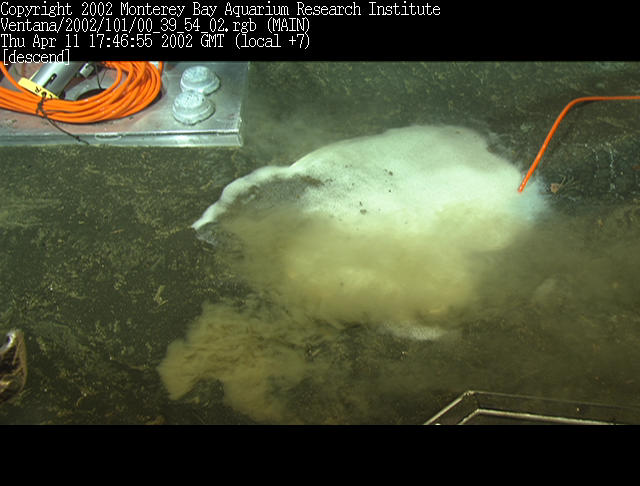 Copyright 2002 Monterey Bay Aquarium Research Institute
Ventana/2002/101/00_39_54_02.rgb (MAIN)
Thu Apr 11 17:46:55 2002 GMT (local +7)
[descend]